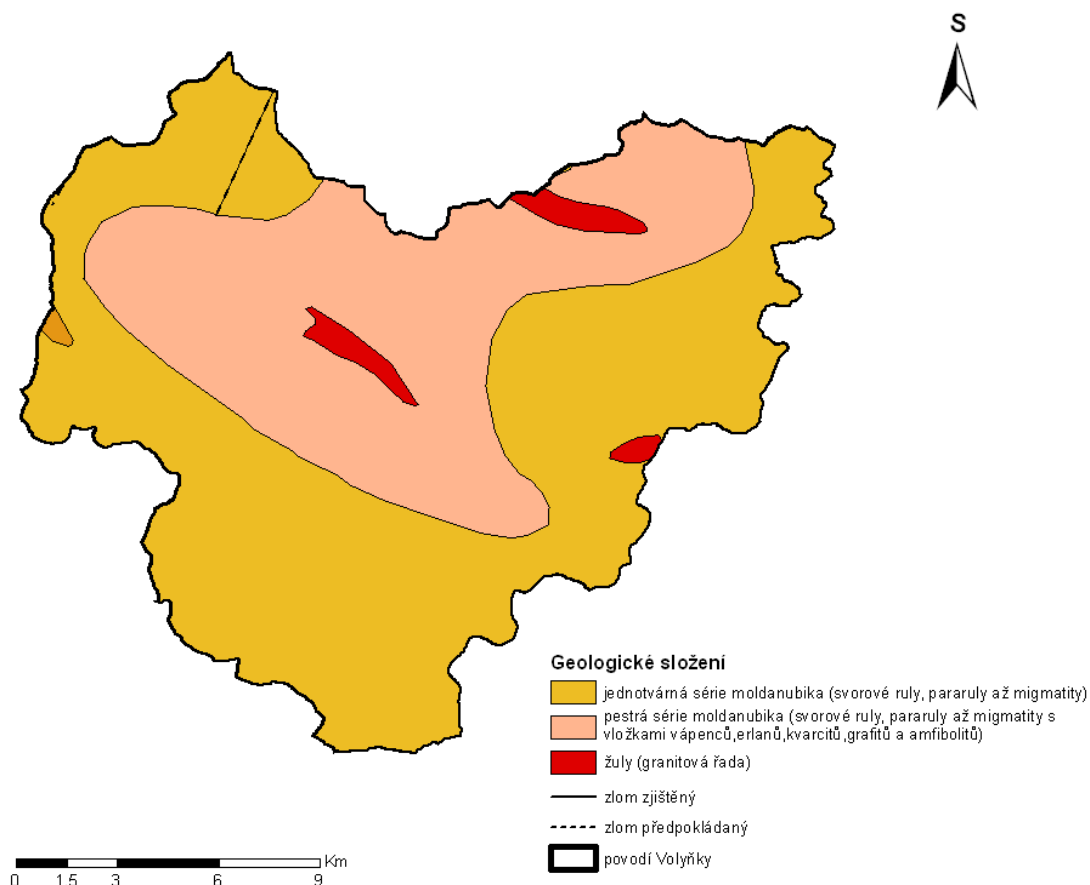 S
Geologické složení
jednotvárná série moldanubika (svorové ruly, pararuly až migmatity)
pestrá série moldanubika (svorové ruly, pararuly až migmatity s
vložkami vápenců,erlanů,kvarcitů,grafitů a amfibolitů)
žuly (granitová řada)
zlom zjištěný
zlom předpokládaný
povodí Volyňky
Km
0 1,5 3 6 9